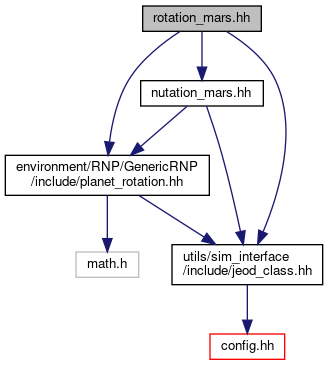 rotation_mars.hh
nutation_mars.hh
environment/RNP/GenericRNP
/include/planet_rotation.hh
math.h
utils/sim_interface
/include/jeod_class.hh
config.hh